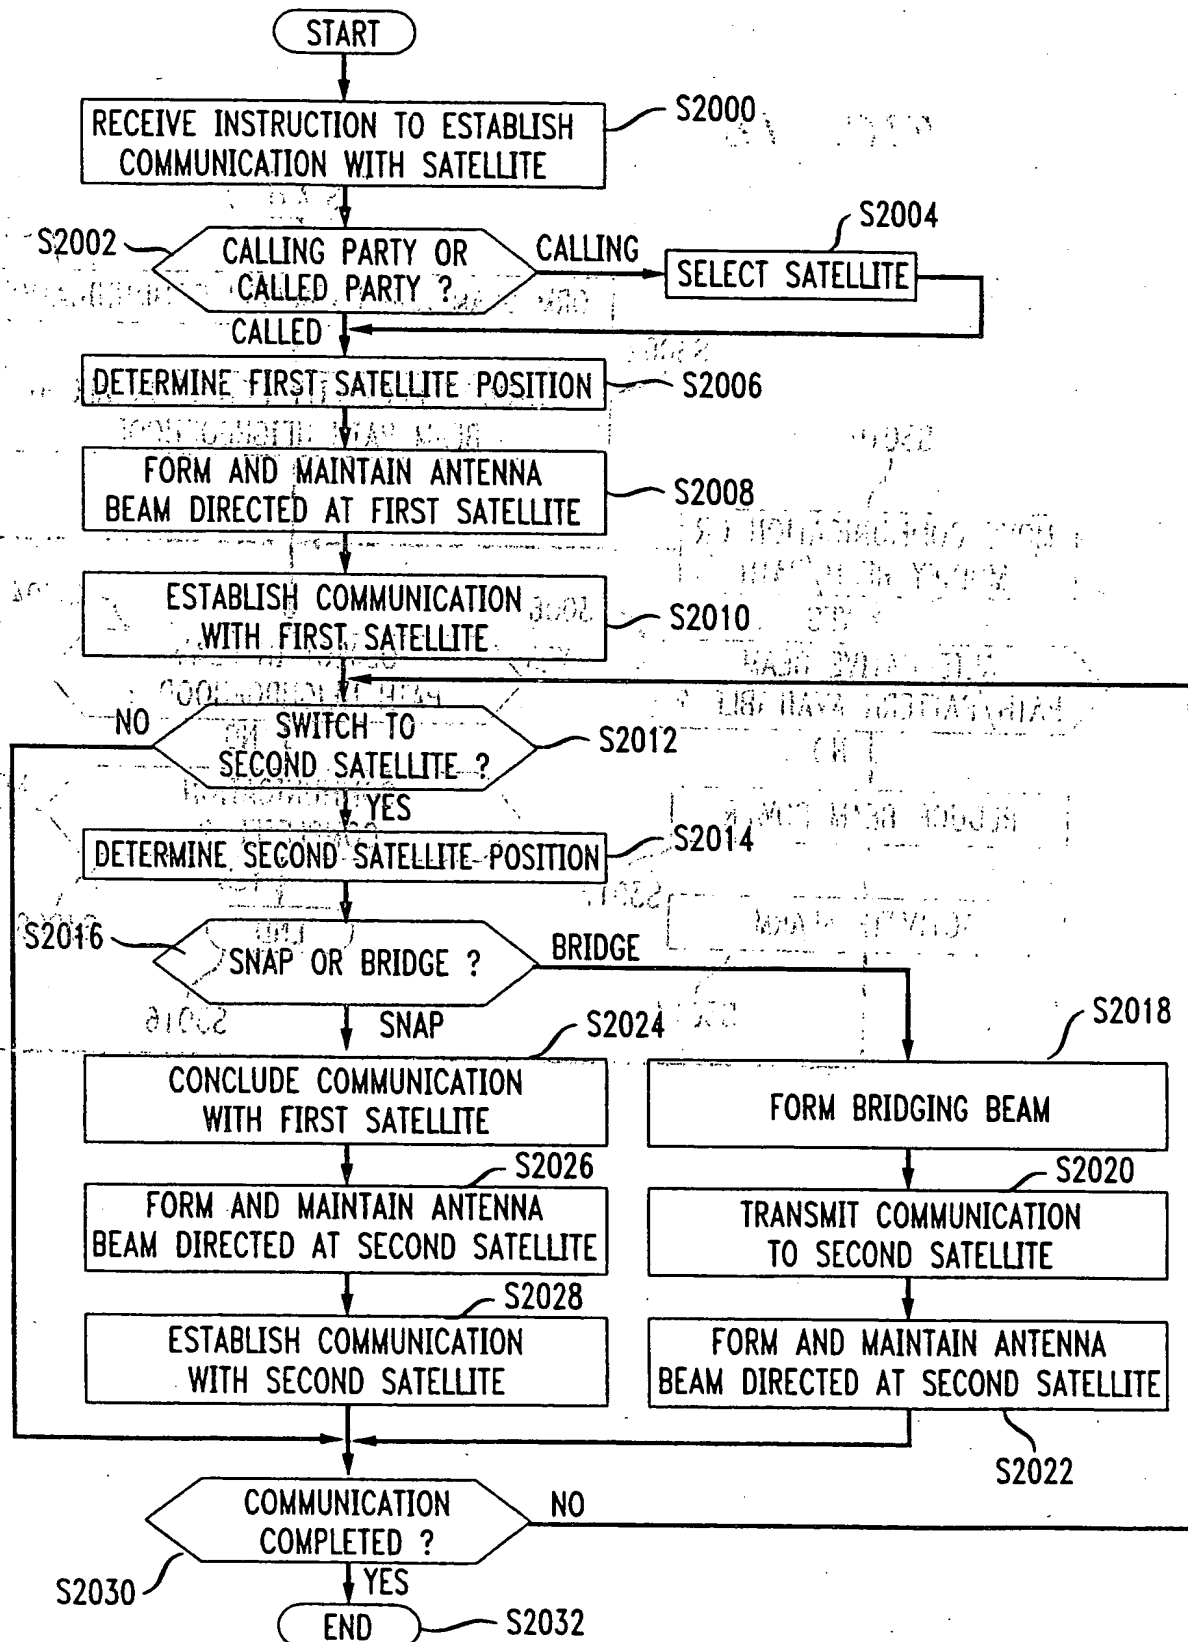 START
RECEIVE INSTRUCTION TO ESTABLISH
COMMUNICATION WITH SATELLITE
S2000
S2002
CALLING PARTY OR
CALLED PARTY ?
CALLING
S2004
SELECT SATELLITE
CALLED
DETERMINE FIRST SATELLITE POSITION
S2006
FORM AND MAINTAIN ANTENNA
BEAM DIRECTED AT FIRST SATELLITE
S2008
ESTABLISH COMMUNICATION
WITH FIRST SATELLITE
S2010
NO
SWITCH TO
SECOND SATELLITE ?
S2012
YES
DETERMINE SECOND SATELLITE POSITION
S2014
S2016
SNAP OR BRIDGE ?
BRIDGE
SNAP
S2024
CONCLUDE COMMUNICATION
WITH FIRST SATELLITE
S2018
FORM BRIDGING BEAM
S2026
FORM AND MAINTAIN ANTENNA
BEAM DIRECTED AT SECOND SATELLITE
S2020
TRANSMIT COMMUNICATION
TO SECOND SATELLITE
S2028
ESTABLISH COMMUNICATION
WITH SECOND SATELLITE
FORM AND MAINTAIN ANTENNA
BEAM DIRECTED AT SECOND SATELLITE
S2022
COMMUNICATION
COMPLETED ?
NO
S2030
YES
END
S2032